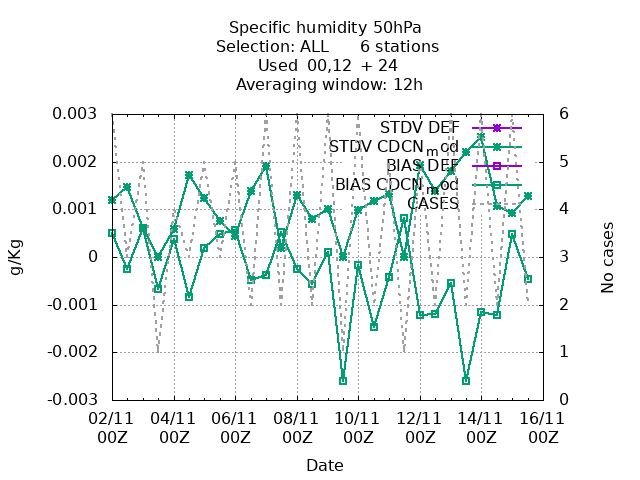 Specific humidity 50hPa
Selection: ALL 6 stations
Used 00,12 + 24
Averaging window: 12h
0.003
0.002
0.001
0
-0.001
-0.002
-0.003
g/Kg
6
5
4
3
2
1
0
No cases
STDV DEF
STDV CDCN_mod
BIAS DEF
BIAS CDCN_mod
CASES
02/11 04/11 06/11 08/11 10/11 12/11 14/11 16/11
00Z 00Z 00Z 00Z 00Z 00Z 00Z 00Z
Date